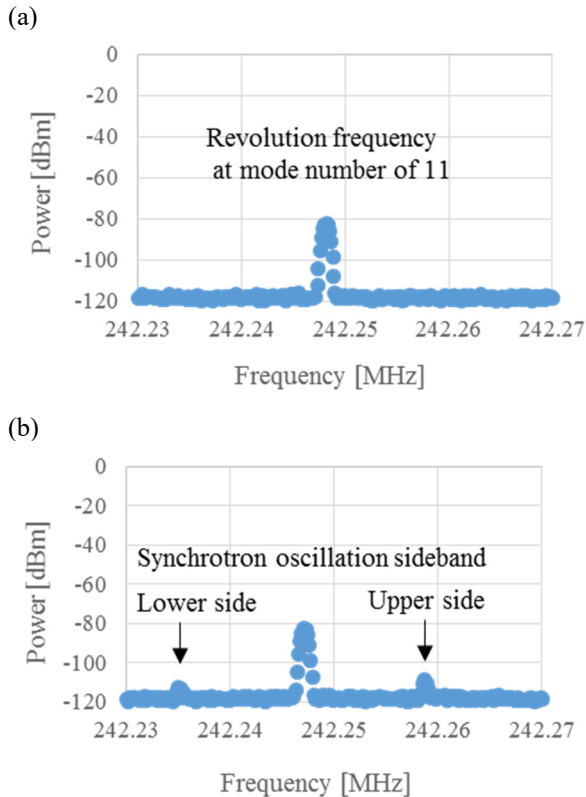 (a)
0
-20
-40
-60
-80
-100
-120
Power [dBm]
Revolution frequency
at mode number of 11
242.23 242.24 242.25 242.26 242.27
Frequency [MHz]
(b)
0
-20
-40
-60
-80
-100
-120
Power [dBm]
Synchrotron oscillation sideband
Lower side Upper side
242.23 242.24 242.25 242.26 242.27
Frequency [MHz]